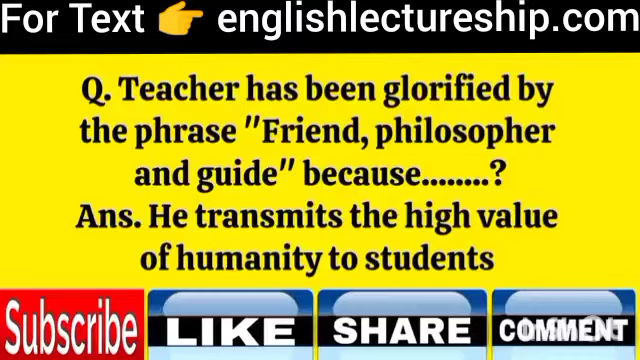 For Text 👉 englishlectureship.com
Q. Teacher has been glorified by
the phrase "Friend, philosopher
and guide" because........?
Ans. He transmits the high value
of humanity to students
Subscribe LIKE SHARE COMMENT